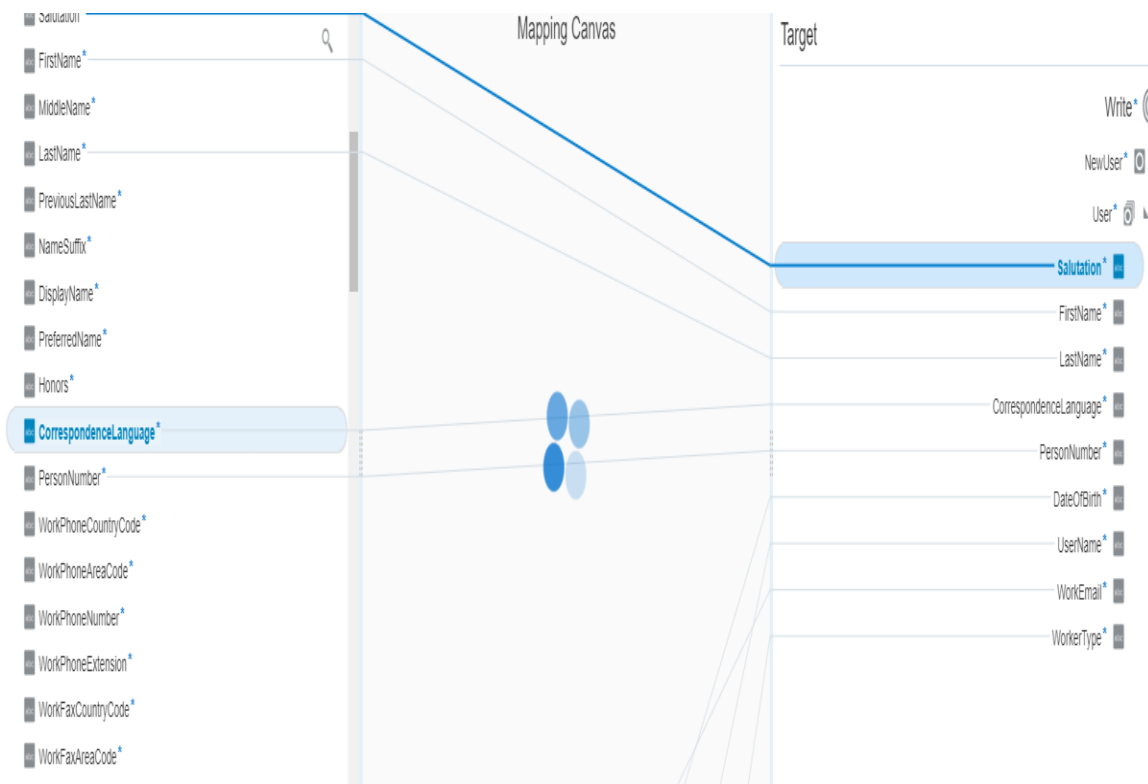 Salutation
FirstName*
MiddleName*
LastName*
PreviousLastName*
NameSuffix*
DisplayName*
PreferredName*
Honors*
CorrespondenceLanguage*
PersonNumber*
WorkPhoneCountryCode*
WorkPhoneAreaCode*
WorkPhoneNumber*
WorkPhoneExtension*
WorkFaxCountryCode*
WorkFaxAreaCode*
Mapping Canvas
Target
Write*
NewUser*
User*
Salutation*
FirstName*
LastName*
CorrespondenceLanguage*
PersonNumber*
DateOfBirth*
UserName*
WorkEmail*
WorkerType*